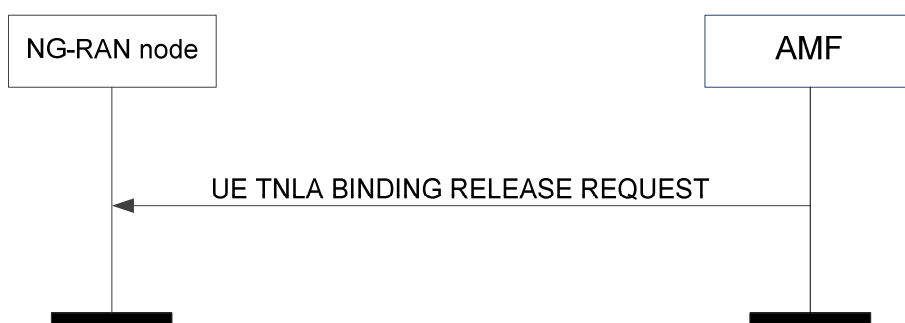 NG-RAN node
AMF
UE TNLA BINDING RELEASE REQUEST